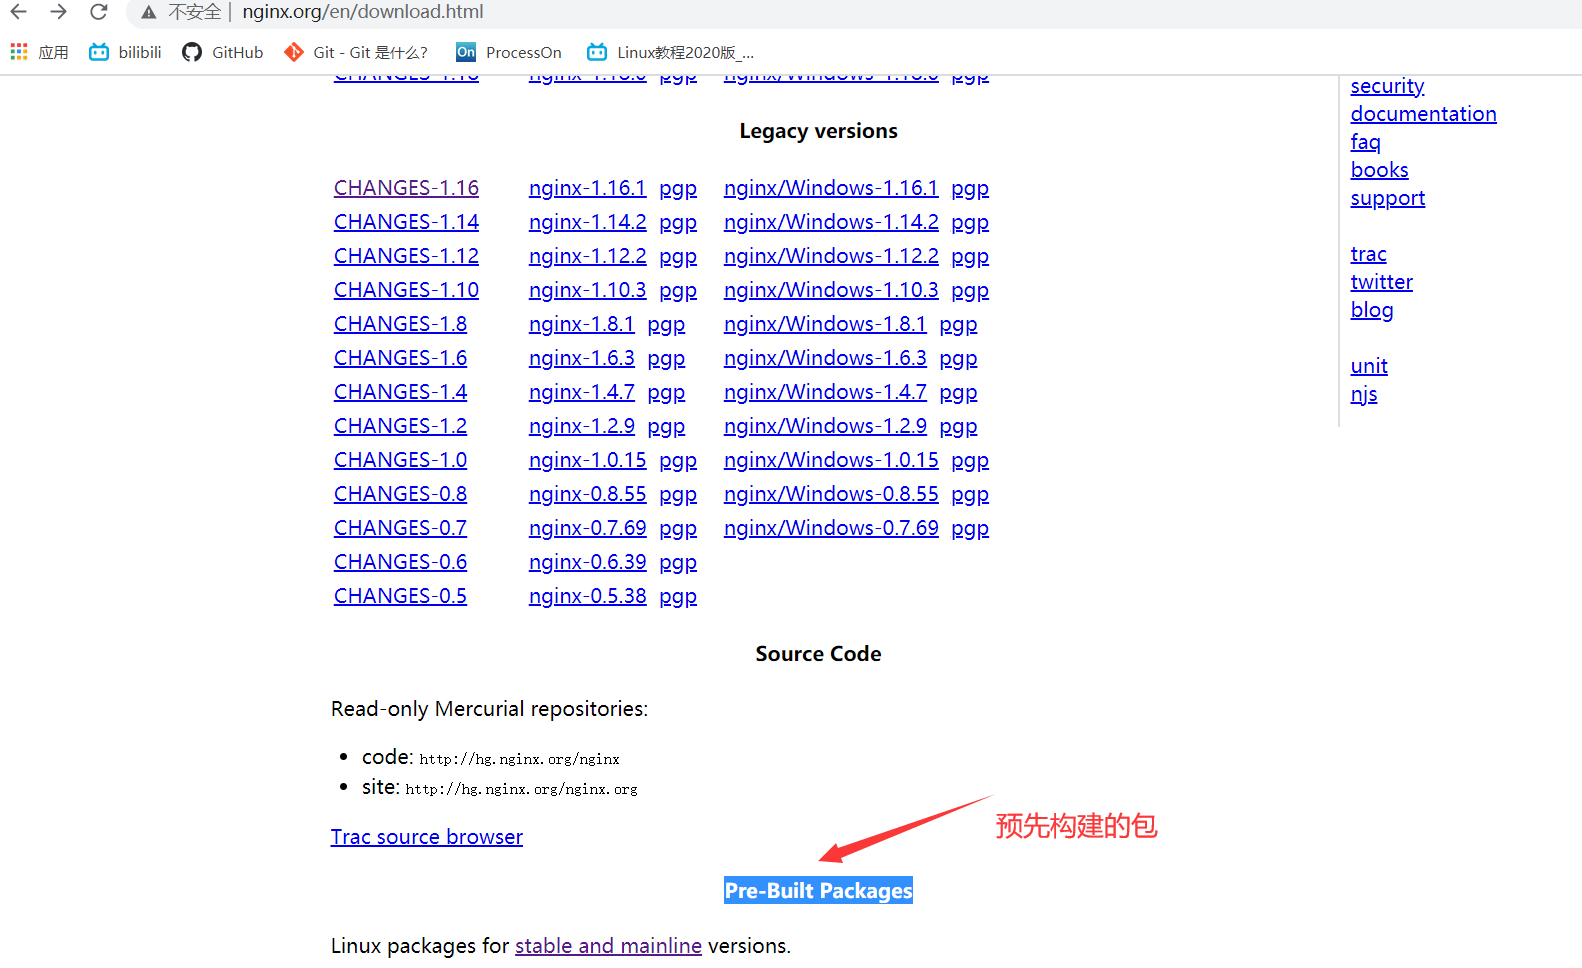 不安全 | nginx.org/en/download.html
应用 bilibili GitHub Git - Git 是什么? ProcessOn Linux教程2020版_...
CHANGES-1.18 nginx-1.18.0 pgp nginx/Windows-1.18.0 pgp
Legacy versions
CHANGES-1.16 nginx-1.16.1 pgp nginx/Windows-1.16.1 pgp
CHANGES-1.14 nginx-1.14.2 pgp nginx/Windows-1.14.2 pgp
CHANGES-1.12 nginx-1.12.2 pgp nginx/Windows-1.12.2 pgp
CHANGES-1.10 nginx-1.10.3 pgp nginx/Windows-1.10.3 pgp
CHANGES-1.8 nginx-1.8.1 pgp nginx/Windows-1.8.1 pgp
CHANGES-1.6 nginx-1.6.3 pgp nginx/Windows-1.6.3 pgp
CHANGES-1.4 nginx-1.4.7 pgp nginx/Windows-1.4.7 pgp
CHANGES-1.2 nginx-1.2.9 pgp nginx/Windows-1.2.9 pgp
CHANGES-1.0 nginx-1.0.15 pgp nginx/Windows-1.0.15 pgp
CHANGES-0.8 nginx-0.8.55 pgp nginx/Windows-0.8.55 pgp
CHANGES-0.7 nginx-0.7.69 pgp nginx/Windows-0.7.69 pgp
CHANGES-0.6 nginx-0.6.39 pgp
CHANGES-0.5 nginx-0.5.38 pgp
Source Code
Read-only Mercurial repositories:
• code: http://hg.nginx.org/nginx
• site: http://hg.nginx.org/nginx.org
Trac source browser
预先构建的包
Pre-Built Packages
Linux packages for stable and mainline versions.
security
documentation
faq
books
support
trac
twitter
blog
unit
njs